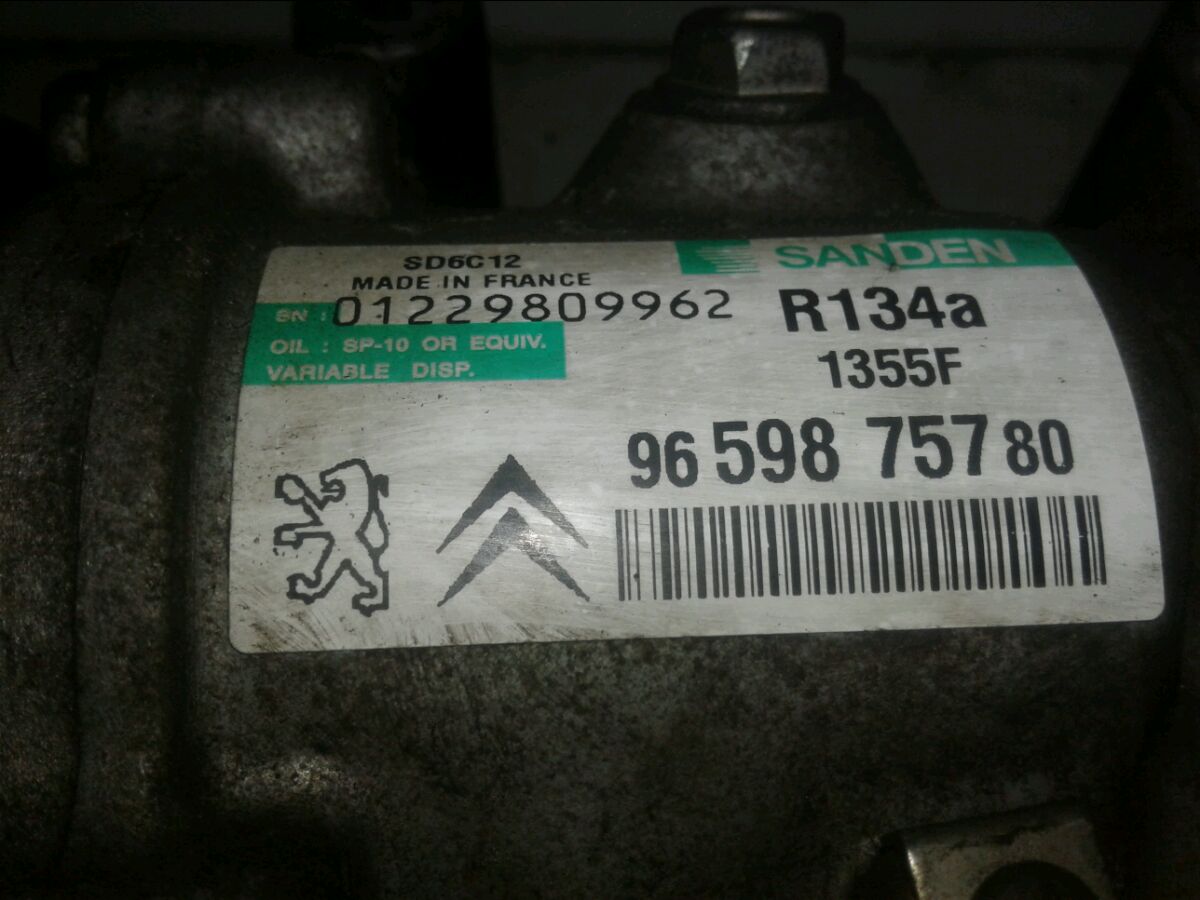 SD6C12
MADE IN FRANCE
SN : 01229809962
OIL : SP-10 OR EQUIV.
VARIABLE DISP.
SANDEN
R134a
1355F
96 598 757 80